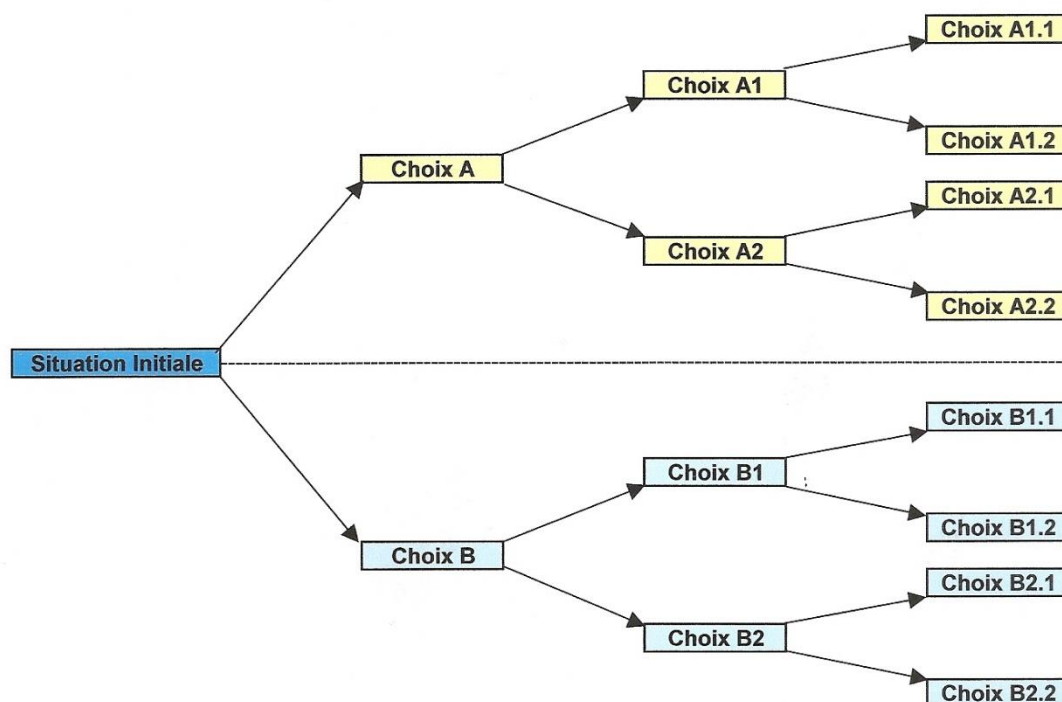 Choix A1.1
Choix A1
Choix A1.2
Choix A
Choix A2.1
Choix A2
Choix A2.2
Situation Initiale
Choix B1.1
Choix B1
Choix B1.2
Choix B
Choix B2.1
Choix B2
Choix B2.2